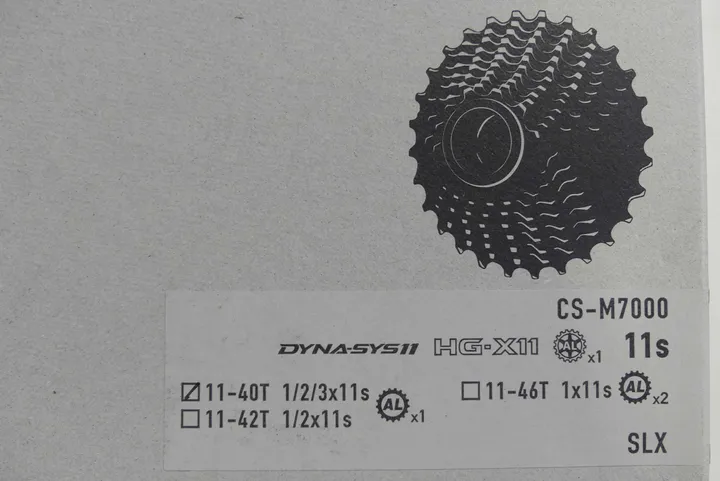 CS-M7000
DYNA-SYS11 HG-X11 AL x1 11s
11-40T 1/2/3x11s AL x1 11-46T 1x11s AL x2
11-42T 1/2x11s
SLX